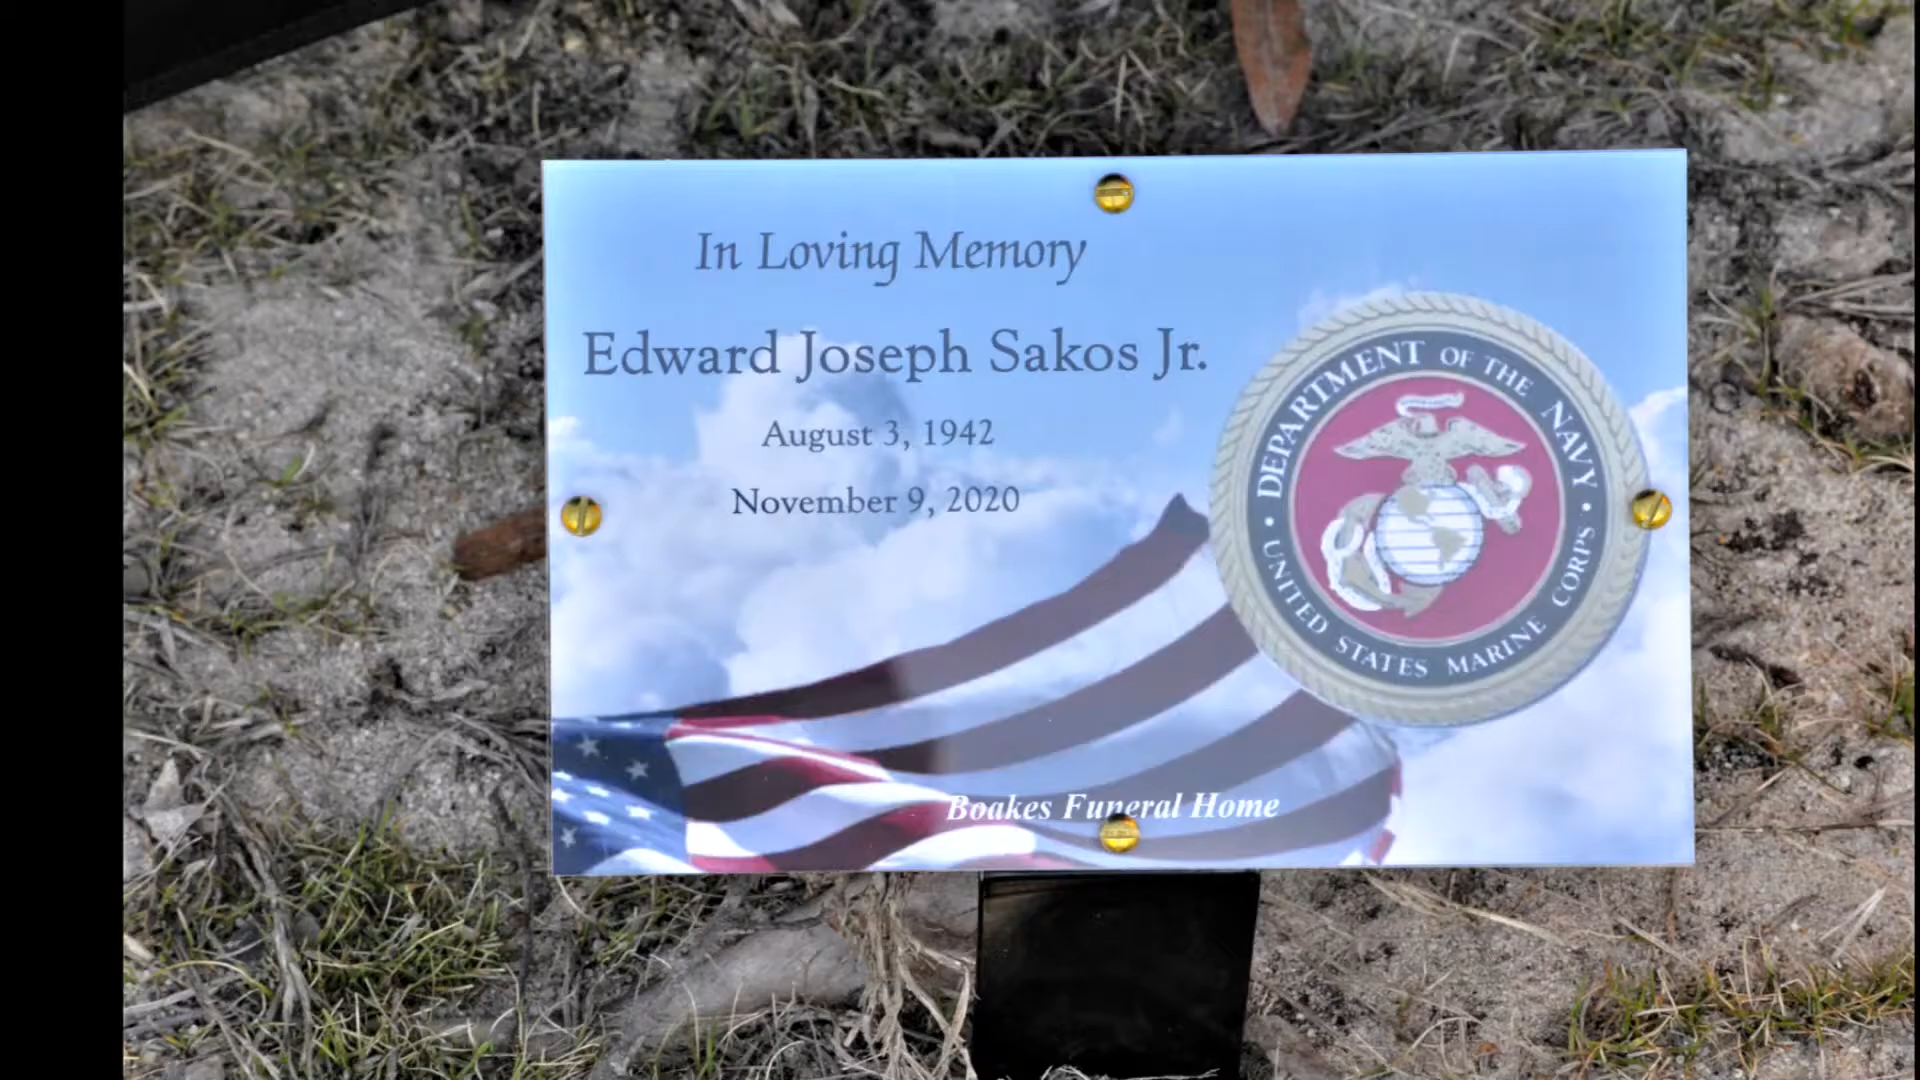 In Loving Memory
Edward Joseph Sakos Jr.
August 3, 1942
November 9, 2020
DEPARTMENT OF THE NAVY
• UNITED STATES MARINE CORPS •
Boakes Funeral Home